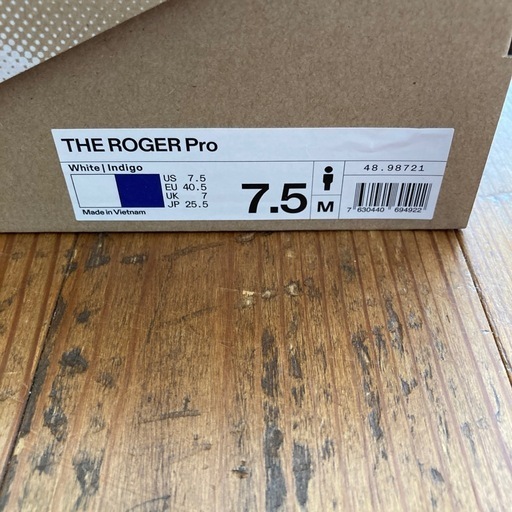 THE ROGER Pro
White | Indigo
US 7.5
EU 40.5
UK 7
JP 25.5
Made in Vietnam
7.5
M
48.98721
7 630440 694922